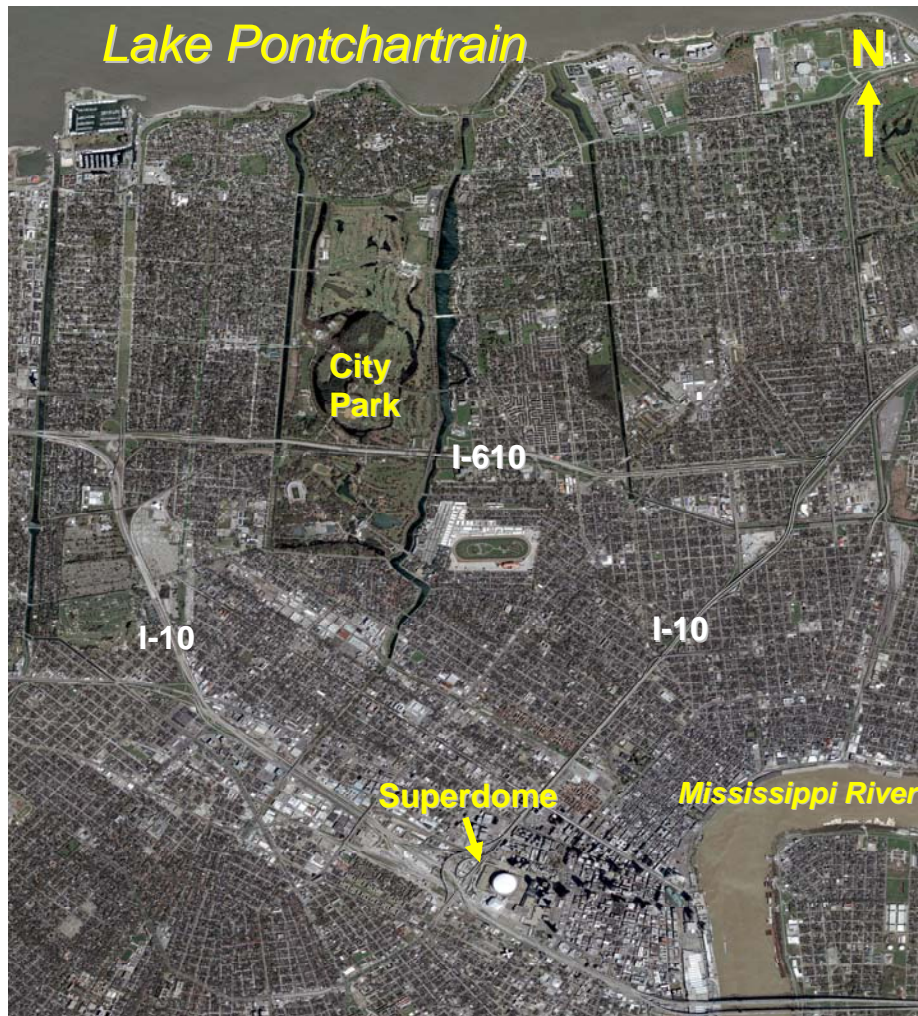 Lake Pontchartrain
N
City
Park
I-610
I-10
I-10
Superdome
Mississippi River